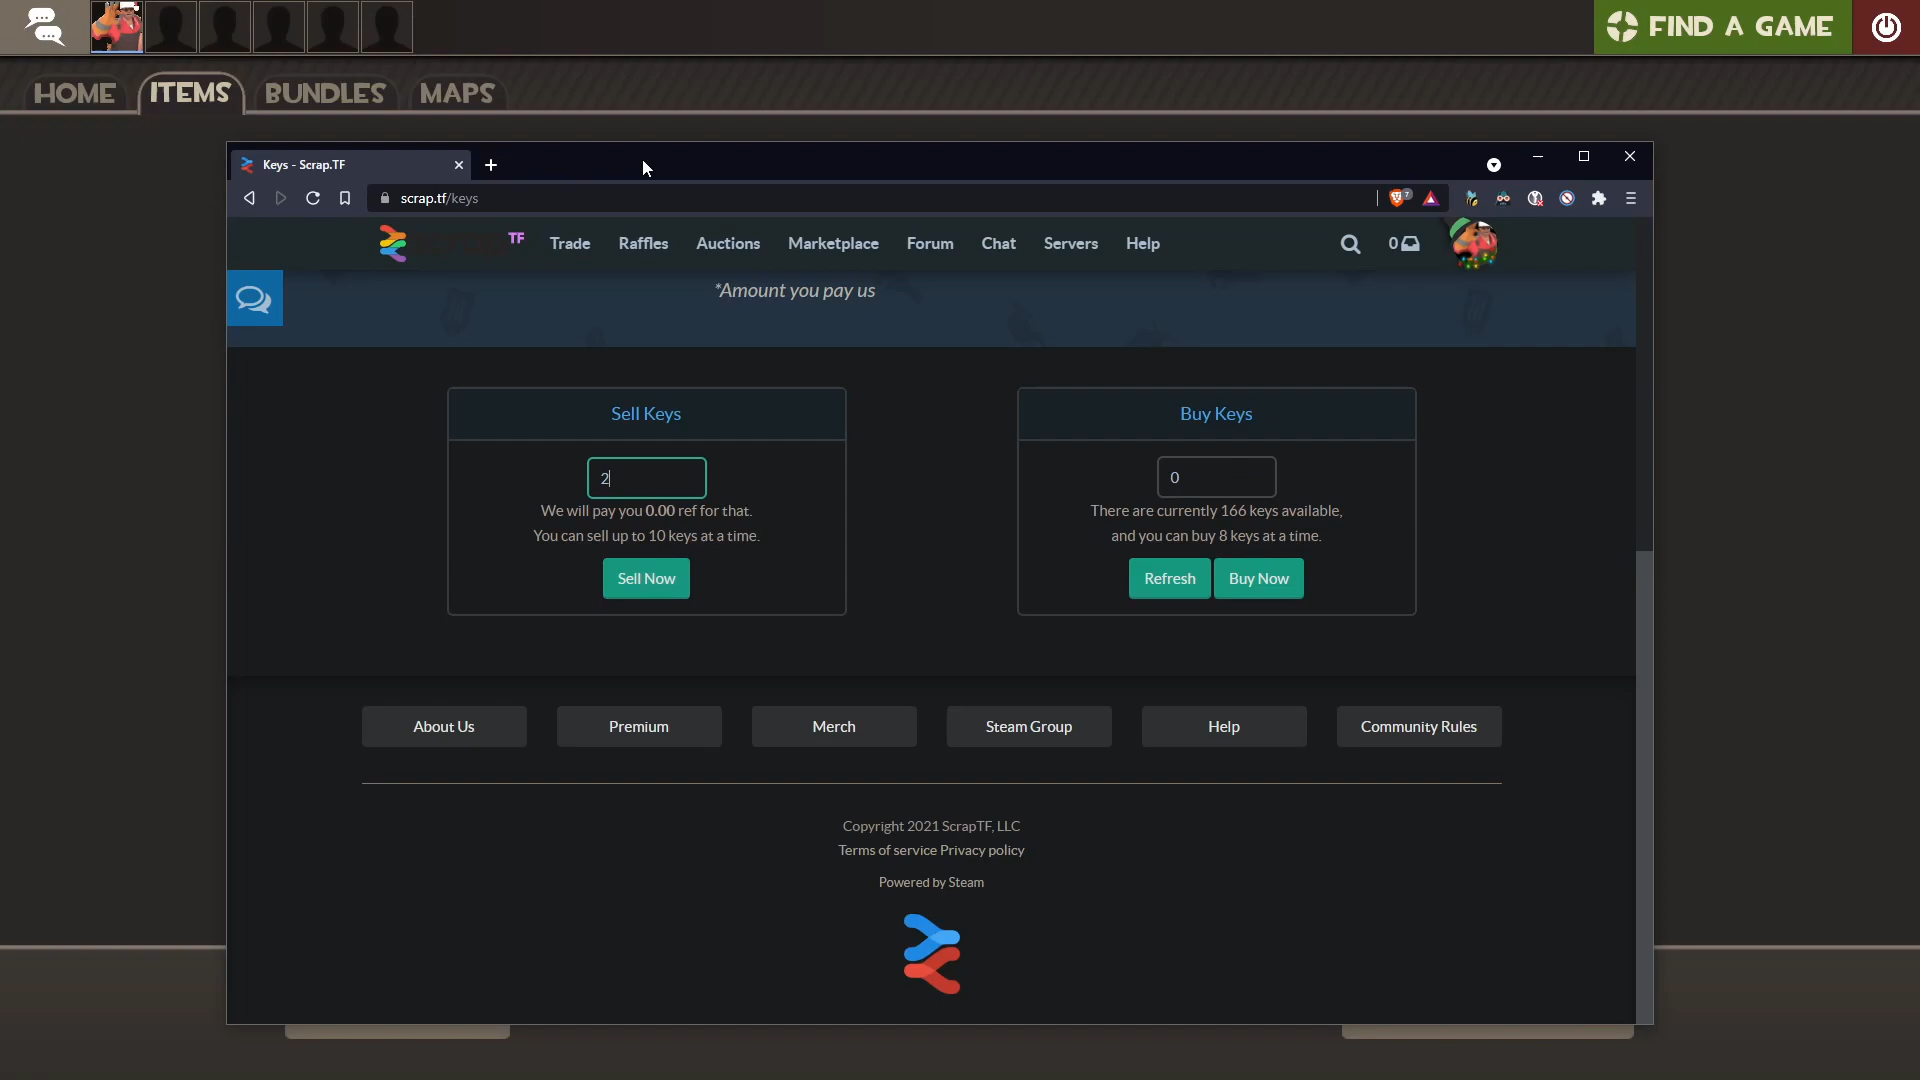 FIND A GAME
HOME ITEMS BUNDLES MAPS
Keys - Scrap.TF
scrap.tf/keys
7
TF Trade Raffles Auctions Marketplace Forum Chat Servers Help 0
*Amount you pay us
Sell Keys
2
We will pay you 0.00 ref for that.
You can sell up to 10 keys at a time.
Sell Now
Buy Keys
0
There are currently 166 keys available,
and you can buy 8 keys at a time.
Refresh Buy Now
About Us Premium Merch Steam Group Help Community Rules
Copyright 2021 ScrapTF, LLC
Terms of service Privacy policy
Powered by Steam